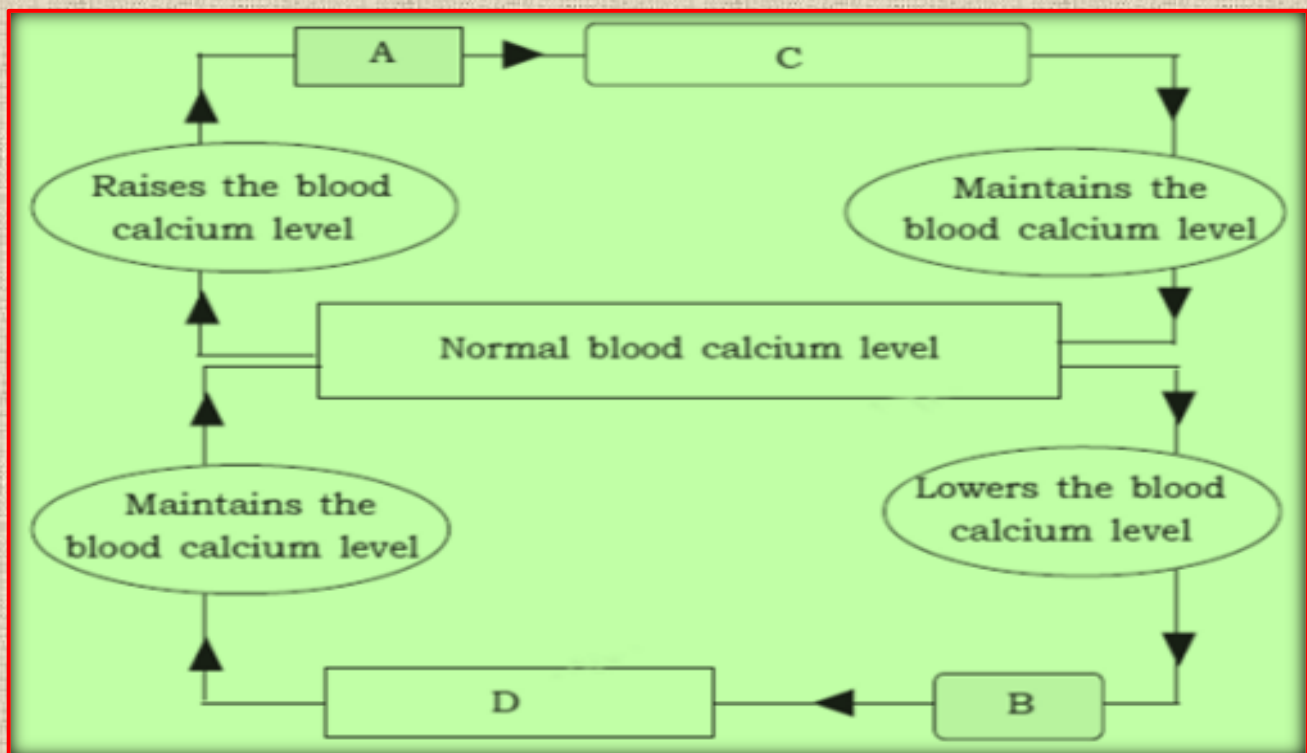 A
C
Raises the blood
calcium level
Maintains the
blood calcium level
Normal blood calcium level
Maintains the
blood calcium level
Lowers the blood
calcium level
D
B